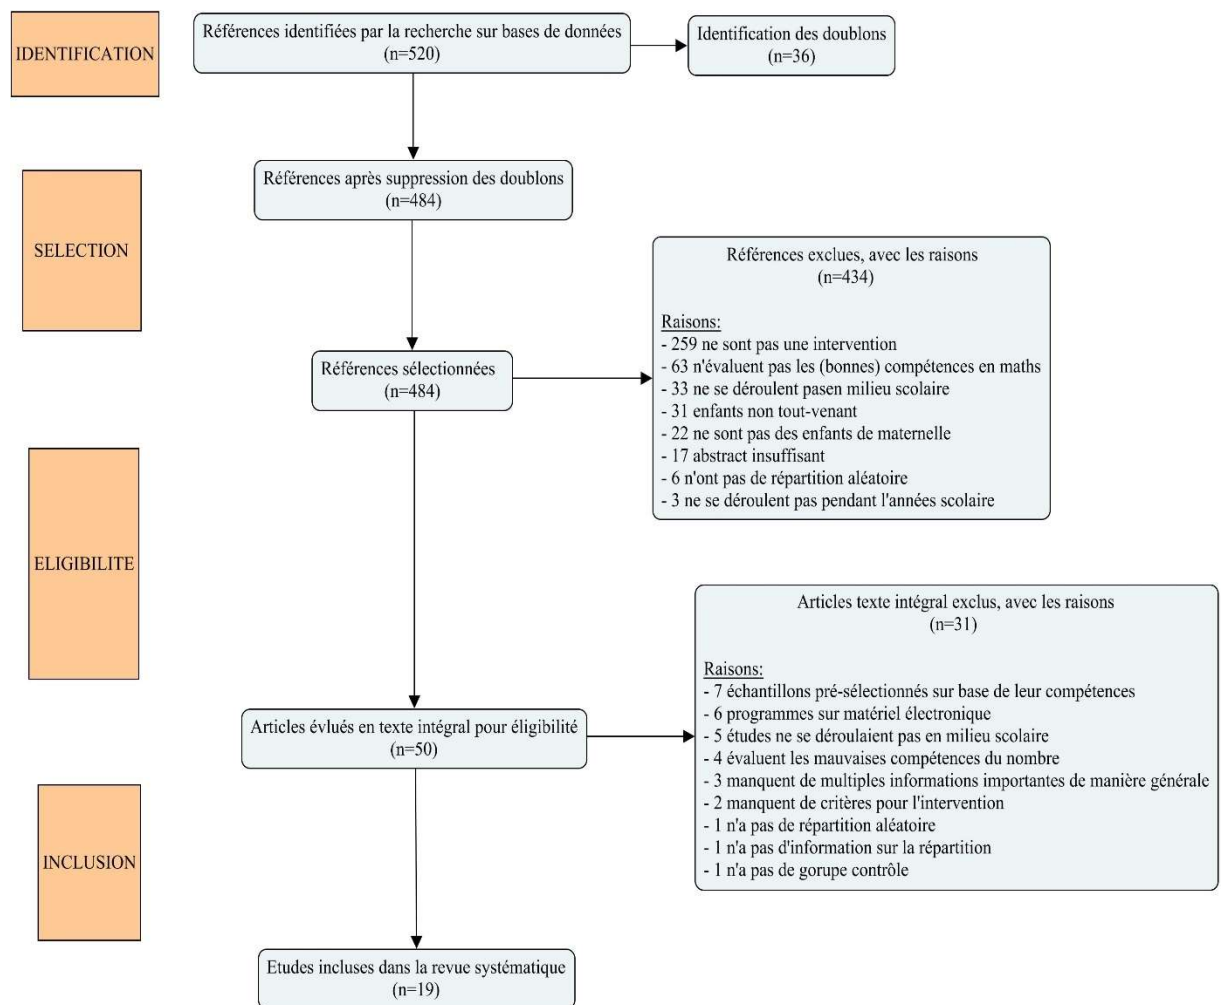 IDENTIFICATION
Références identifiées par la recherche sur bases de données
(n=520)
Identification des doublons
(n=36)
SELECTION
Références après suppression des doublons
(n=484)
Références sélectionnées
(n=484)
Références exclues, avec les raisons
(n=434)
Raisons:
- 259 ne sont pas une intervention
- 63 n'évaluent pas les (bonnes) compétences en maths
- 33 ne se déroulent pasen milieu scolaire
- 31 enfants non tout-venant
- 22 ne sont pas des enfants de maternelle
- 17 abstract insuffisant
- 6 n'ont pas de répartition aléatoire
- 3 ne se déroulent pas pendant l'années scolaire
ELIGIBILITE
Articles évlués en texte intégral pour éligibilité
(n=50)
Articles texte intégral exclus, avec les raisons
(n=31)
Raisons:
- 7 échantillons pré-sélectionnés sur base de leur compétences
- 6 programmes sur matériel électronique
- 5 études ne se déroulaient pas en milieu scolaire
- 4 évaluent les mauvaises compétences du nombre
- 3 manquent de multiples informations importantes de manière générale
- 2 manquent de critères pour l'intervention
- 1 n'a pas de répartition aléatoire
- 1 n'a pas d'information sur la répartition
- 1 n'a pas de gorupe contrôle
INCLUSION
Etudes incluses dans la revue systématique
(n=19)